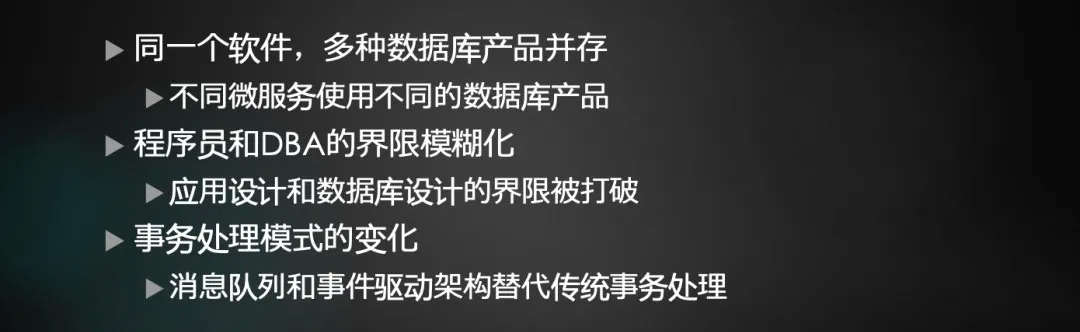 同一个软件，多种数据库产品并存
不同微服务使用不同的数据库产品
程序员和DBA的界限模糊化
应用设计和数据库设计的界限被打破
事务处理模式的变化
消息队列和事件驱动架构替代传统事务处理